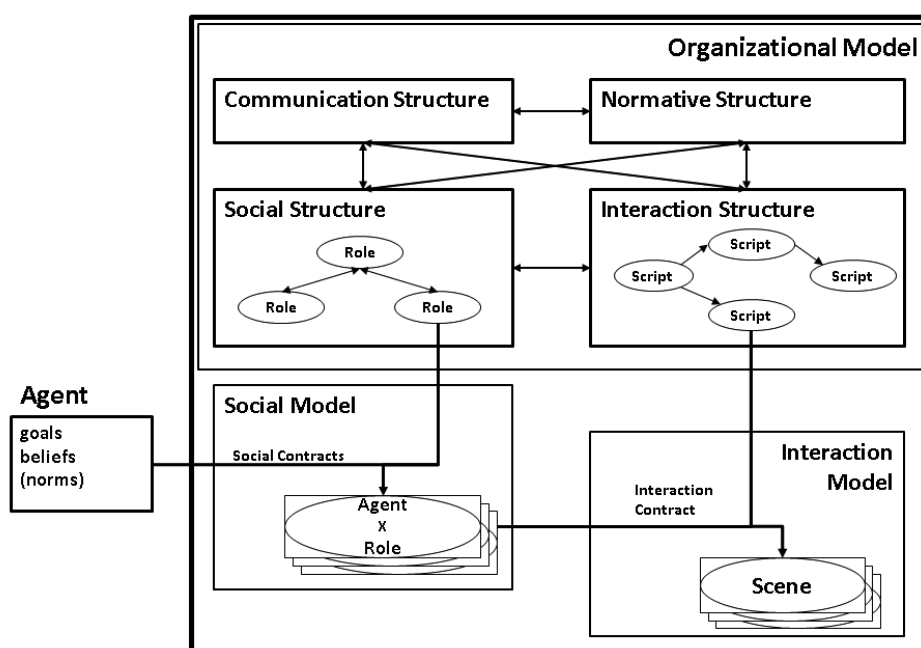 Organizational Model
Communication Structure
Normative Structure
Social Structure
Role
Role
Role
Interaction Structure
Script
Script
Script
Script
Agent
goals
beliefs
(norms)
Social Model
Social Contracts
Agent
x
Role
Interaction
Model
Interaction
Contract
Scene